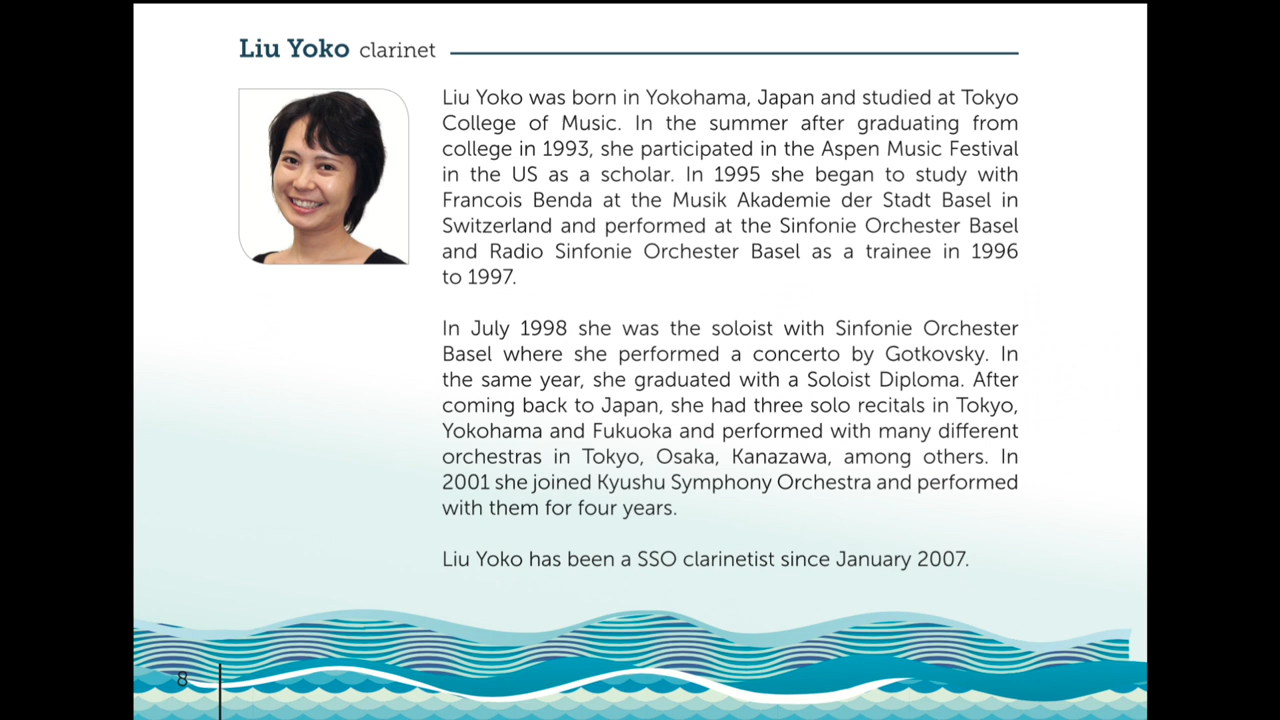 Liu Yoko clarinet
Liu Yoko was born in Yokohama, Japan and studied at Tokyo
College of Music. In the summer after graduating from
college in 1993, she participated in the Aspen Music Festival
in the US as a scholar. In 1995 she began to study with
Francois Benda at the Musik Akademie der Stadt Basel in
Switzerland and performed at the Sinfonie Orchester Basel
and Radio Sinfonie Orchester Basel as a trainee in 1996
to 1997.
In July 1998 she was the soloist with Sinfonie Orchester
Basel where she performed a concerto by Gotkovsky. In
the same year, she graduated with a Soloist Diploma. After
coming back to Japan, she had three solo recitals in Tokyo,
Yokohama and Fukuoka and performed with many different
orchestras in Tokyo, Osaka, Kanazawa, among others. In
2001 she joined Kyushu Symphony Orchestra and performed
with them for four years.
Liu Yoko has been a SSO clarinetist since January 2007.
8